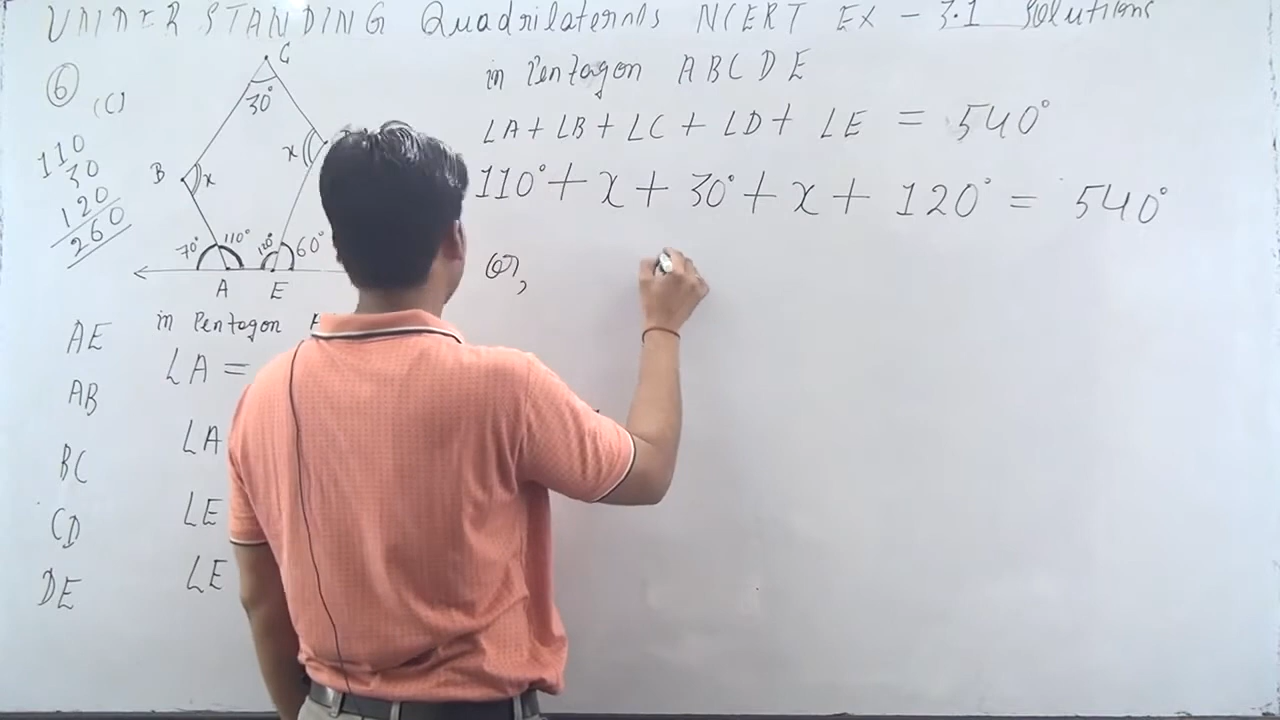 UNDERSTANDING Quadrilaterals NCERT EX - 3.1 Solutions
⑥ (C)
C
30°
B x
x
70° 110° 120° 60°
A E
110
30
120
260
AE
AB
BC
CD
DE
in Pentagon
∠A =
∠A
∠E
∠E
in Pentagon ABCDE
∠A + ∠B + ∠C + ∠D + ∠E = 540°
110° + x + 30° + x + 120° = 540°